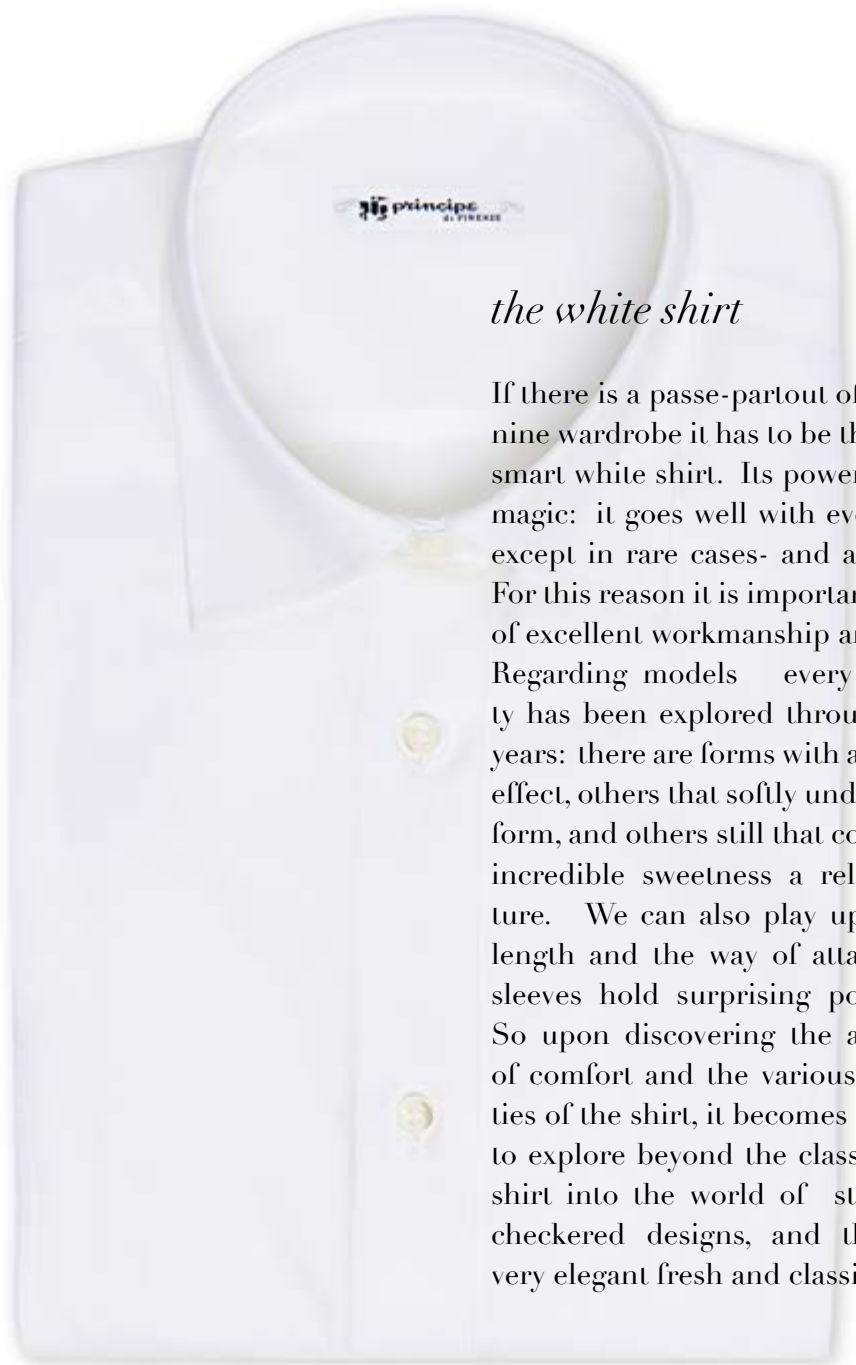 principe
di FIRENZE
the white shirt
If there is a passe-partout of
nine wardrobe it has to be th
smart white shirt. Its power
magic: it goes well with eve
except in rare cases- and a
For this reason it is importan
of excellent workmanship an
Regarding models every
ty has been explored throu
years: there are forms with a
effect, others that softly und
form, and others still that co
incredible sweetness a rel
ture. We can also play up
length and the way of atta
sleeves hold surprising po
So upon discovering the a
of comfort and the various
ties of the shirt, it becomes
to explore beyond the class
shirt into the world of st
checkered designs, and th
very elegant fresh and classi